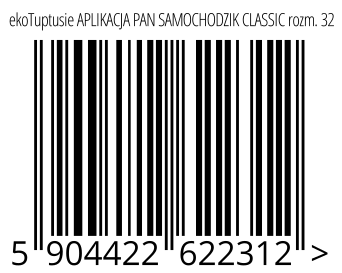 ekoTuptusie APLIKACJA PAN SAMOCHODZIK CLASSIC rozm. 32
5 904422 622312 >